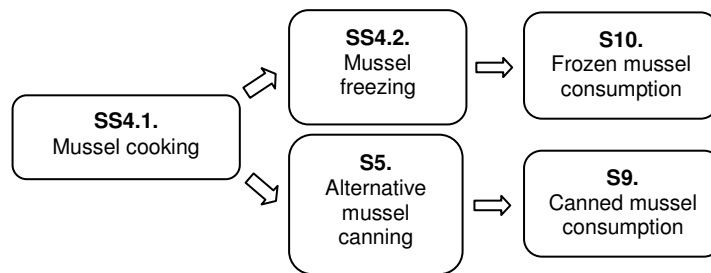 SS4.1.
Mussel cooking
SS4.2.
Mussel
freezing
S10.
Frozen mussel
consumption
S5.
Alternative
mussel
canning
S9.
Canned mussel
consumption